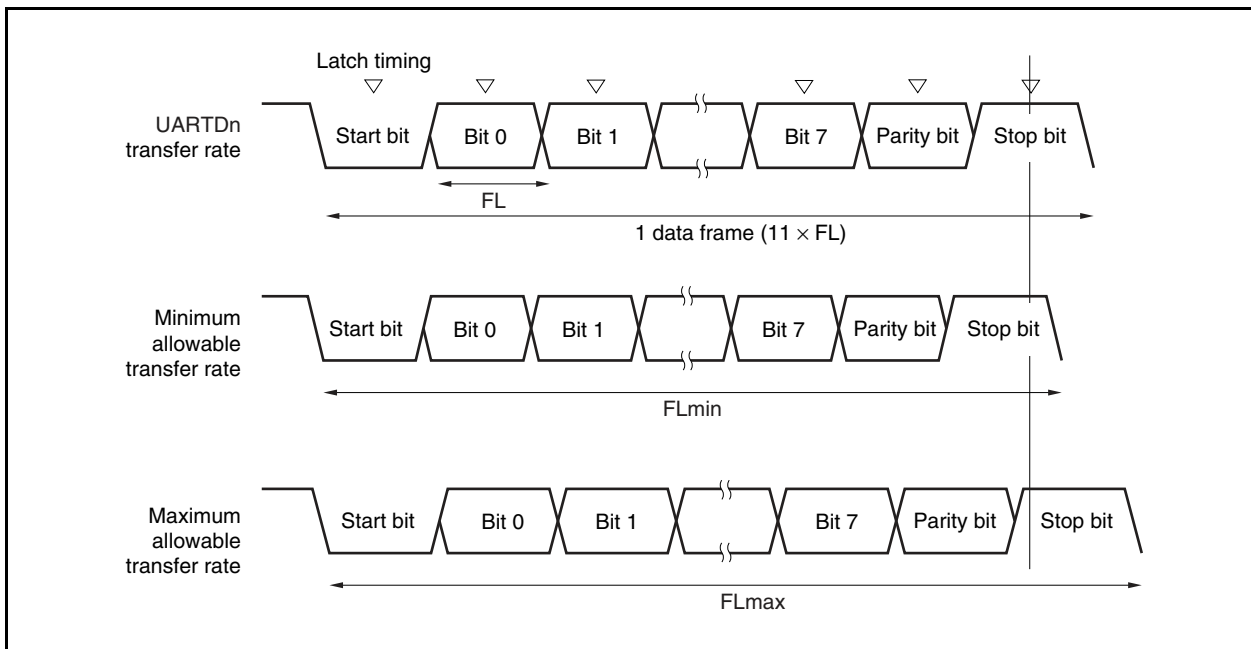 Latch timing
UARTDn
transfer rate
Start bit Bit 0 Bit 1 Bit 7 Parity bit Stop bit
FL
1 data frame (11 × FL)
Minimum
allowable
transfer rate
Start bit Bit 0 Bit 1 Bit 7 Parity bit Stop bit
FLmin
Maximum
allowable
transfer rate
Start bit Bit 0 Bit 1 Bit 7 Parity bit Stop bit
FLmax